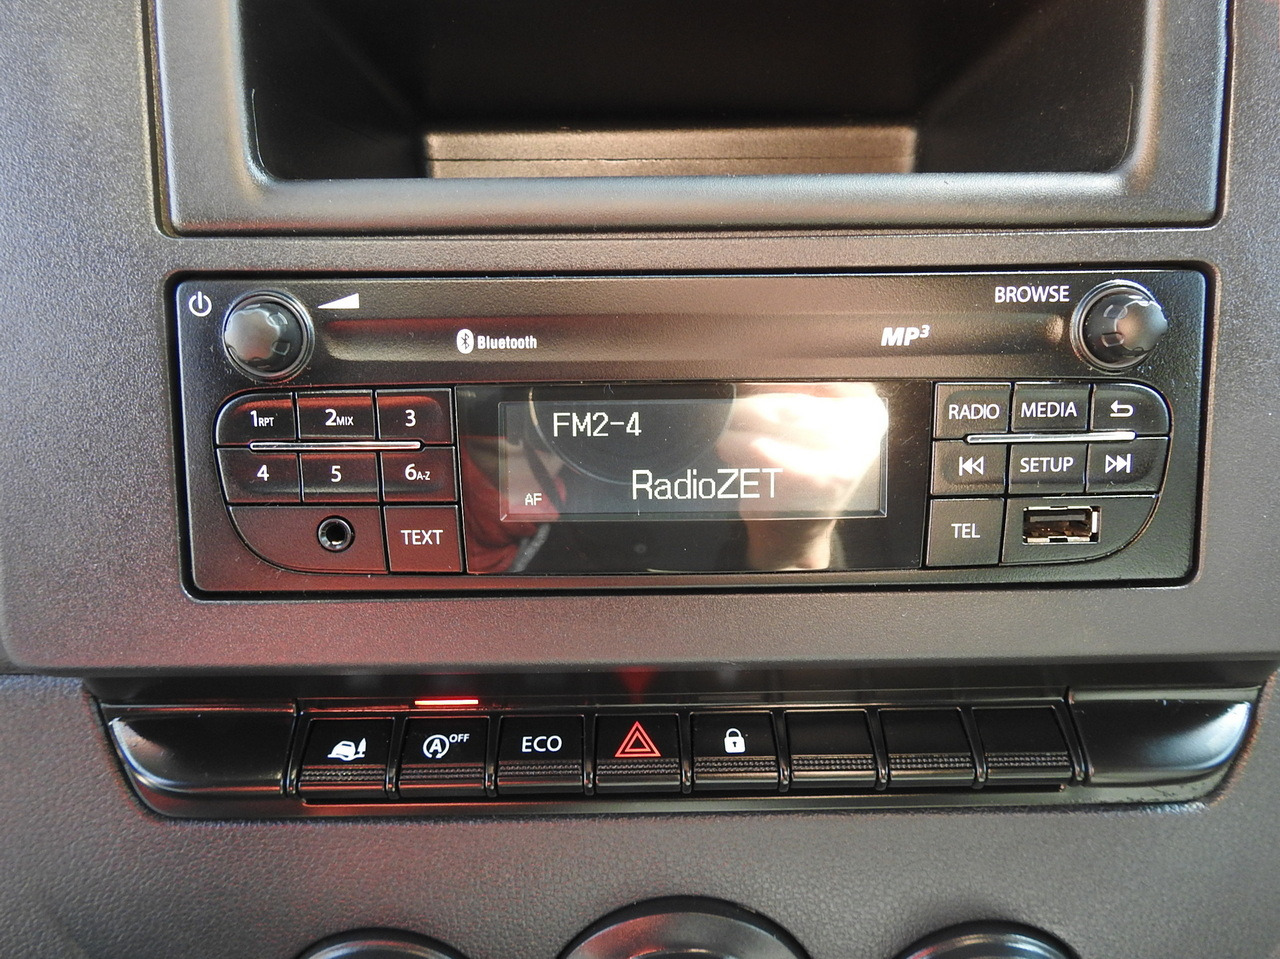 BROWSE
Bluetooth
MP3
1RPT 2MIX 3
4 5 6A-Z
TEXT
FM2-4
RadioZET
AF
RADIO MEDIA
SETUP
TEL
A OFF
ECO